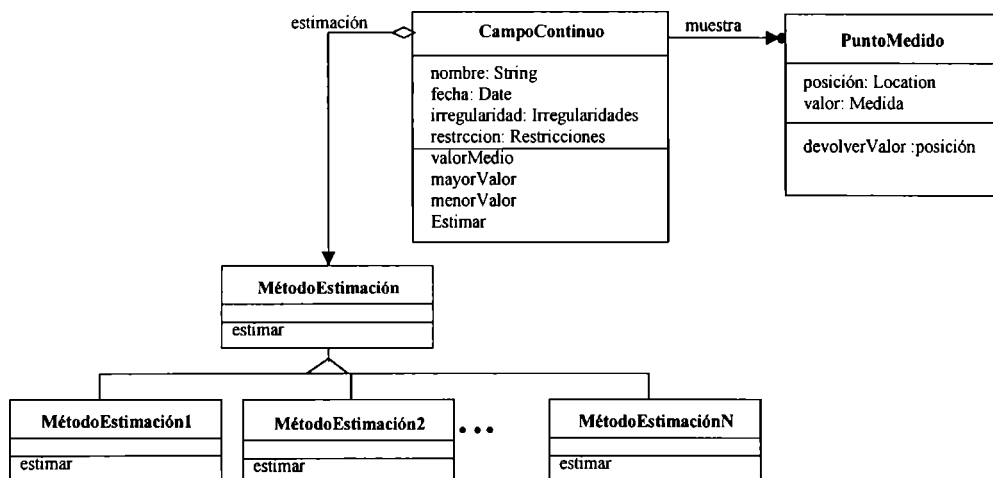 estimación
CampoContinuo
nombre: String
fecha: Date
irregularidad: Irregularidades
restrccion: Restricciones
valorMedio
mayorValor
menorValor
Estimar
muestra
PuntoMedido
posición: Location
valor: Medida
devolverValor :posición
MétodoEstimación
estimar
MétodoEstimación1
estimar
MétodoEstimación2
estimar
•••
MétodoEstimaciónN
estimar